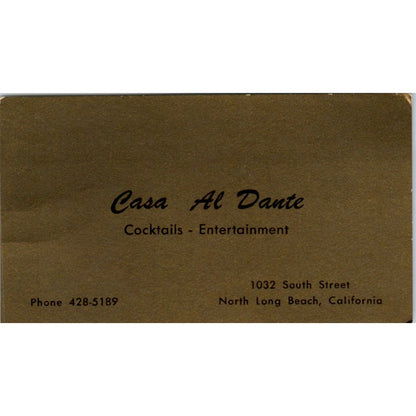 Casa Al Dante
Cocktails - Entertainment
1032 South Street
Phone 428-5189
North Long Beach, California